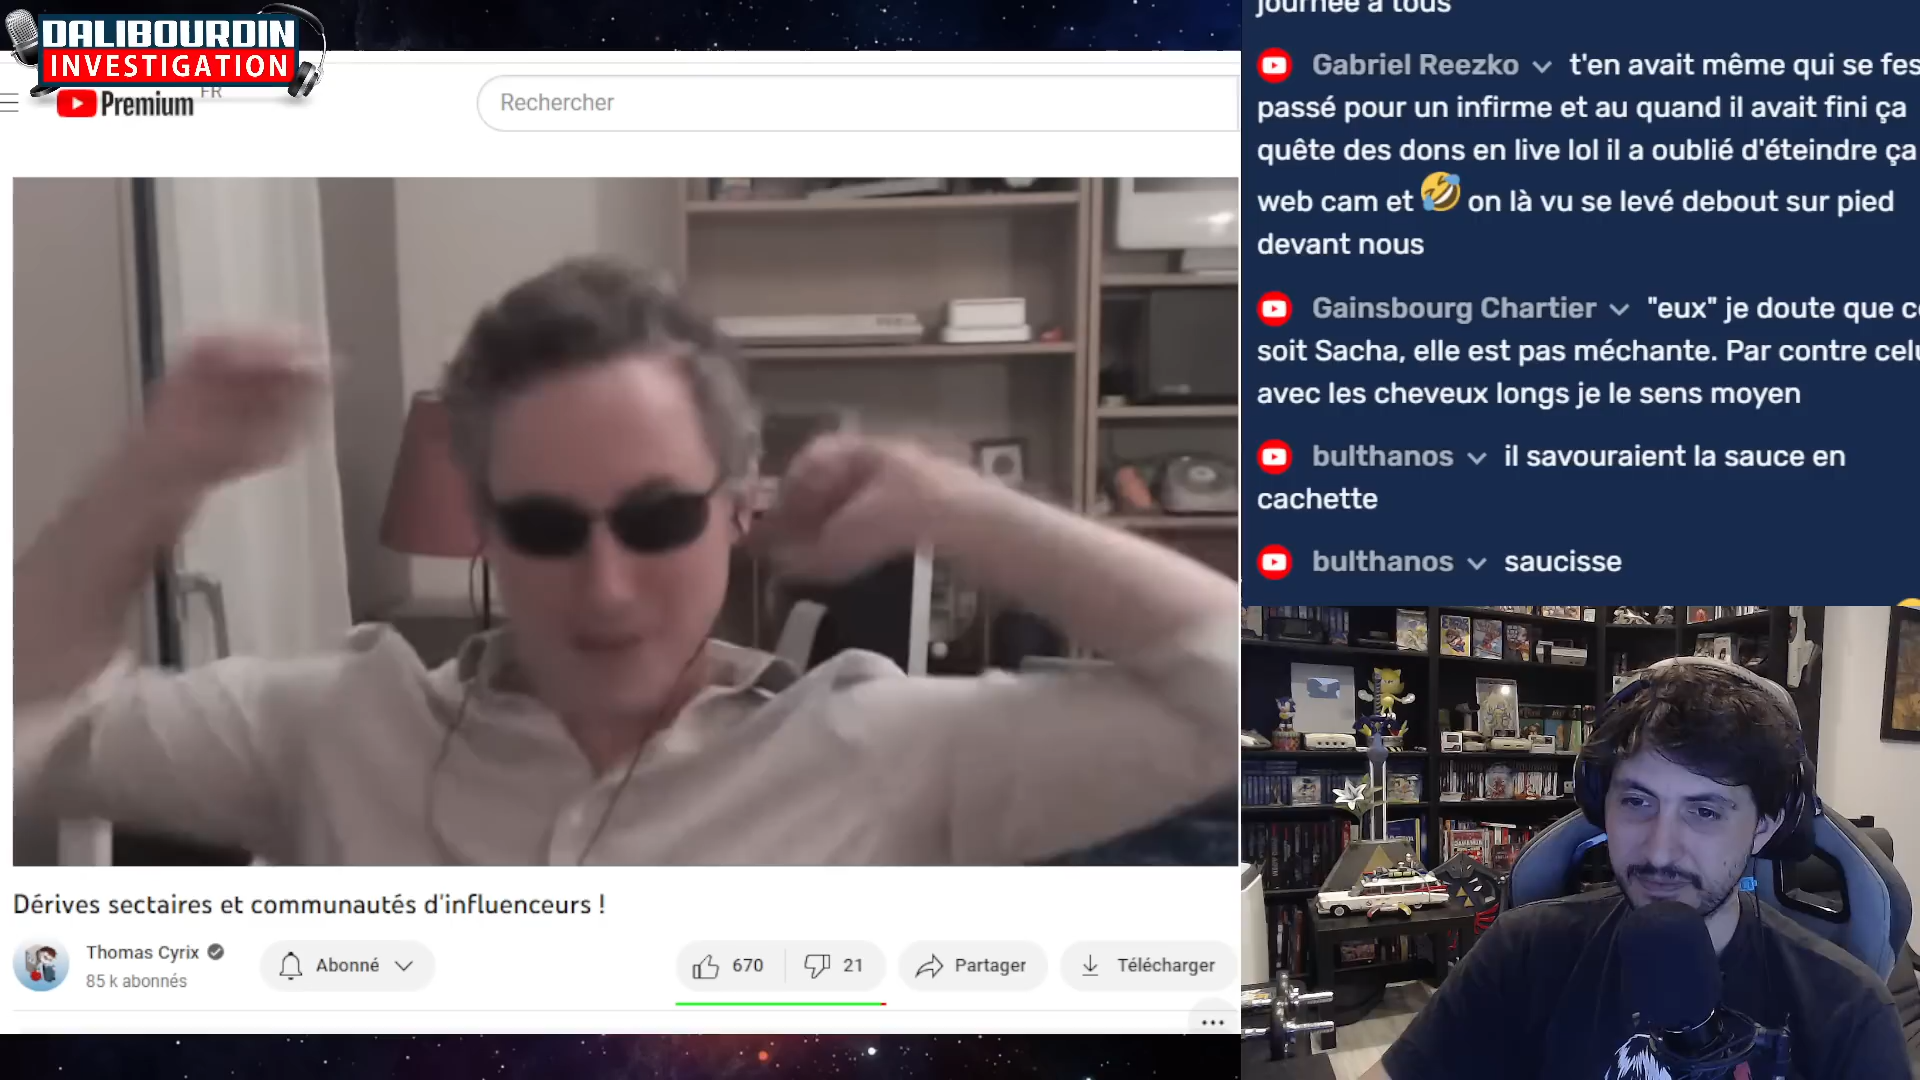 DALIBOURDIN
INVESTIGATION
Premium
FR
Rechercher
Dérives sectaires et communautés d'influenceurs !
Thomas Cyrix
85 k abonnés
Abonné
670
21
Partager
Télécharger
journée à tous
Gabriel Reezko t'en avait même qui se fes
passé pour un infirme et au quand il avait fini ça
quête des dons en live lol il a oublié d'éteindre ça
web cam et 🤣 on là vu se levé debout sur pied
devant nous
Gainsbourg Chartier "eux" je doute que ce
soit Sacha, elle est pas méchante. Par contre celu
avec les cheveux longs je le sens moyen
bulthanos il savouraient la sauce en
cachette
bulthanos saucisse